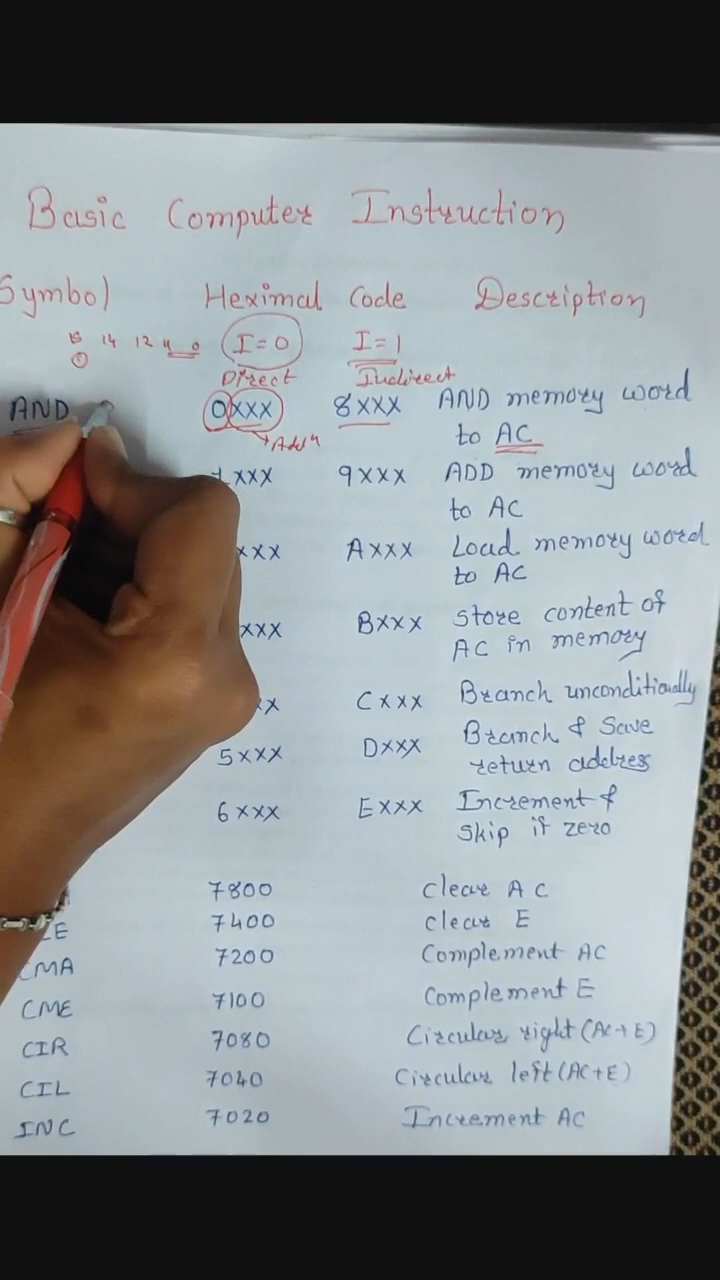 Basic Computer Instruction
Symbol Heximal Code Description
15 14 12 11 0 I=0 I=1
① Direct Indirect
AND 0xxx 8xxx AND memory word
to AC
xxx 9xxx ADD memory word
to AC
xxx Axxx Load memory word
to AC
xxx Bxxx Store content of
AC in memory
x Cxxx Branch unconditionally
5xxx Dxxx Branch & Save
return address
6xxx Exxx Increment &
Skip if zero
7800 Clear AC
LE 7400 Clear E
CMA 7200 Complement AC
CME 7100 Complement E
CIR 7080 Circular right (AC+E)
CIL 7040 Circular left (AC+E)
INC 7020 Increment AC